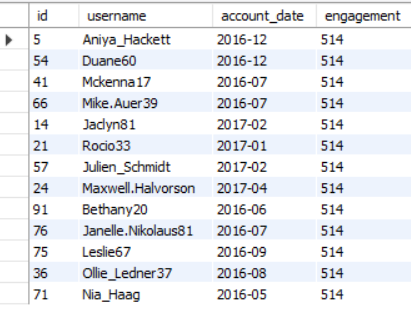 id username account_date engagement
5 Aniya_Hackett 2016-12 514
54 Duane60 2016-12 514
41 Mckenna17 2016-07 514
66 Mike.Auer39 2016-07 514
14 Jaclyn81 2017-02 514
21 Rocio33 2017-01 514
57 Julien_Schmidt 2017-02 514
24 Maxwell.Halvorson 2017-04 514
91 Bethany20 2016-06 514
76 Janelle.Nikolaus81 2016-07 514
75 Leslie67 2016-09 514
36 Ollie_Ledner37 2016-08 514
71 Nia_Haag 2016-05 514